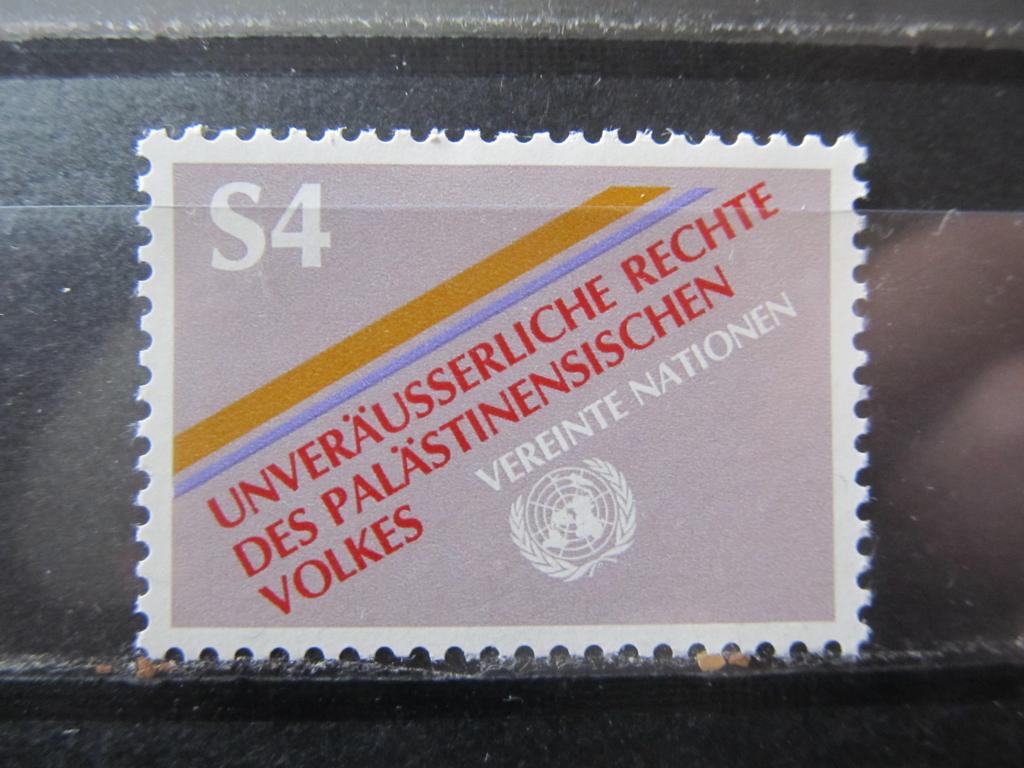 S4
UNVERÄUSSERLICHE RECHTE
DES PALÄSTINENSISCHEN
VOLKES
VEREINTE NATIONEN